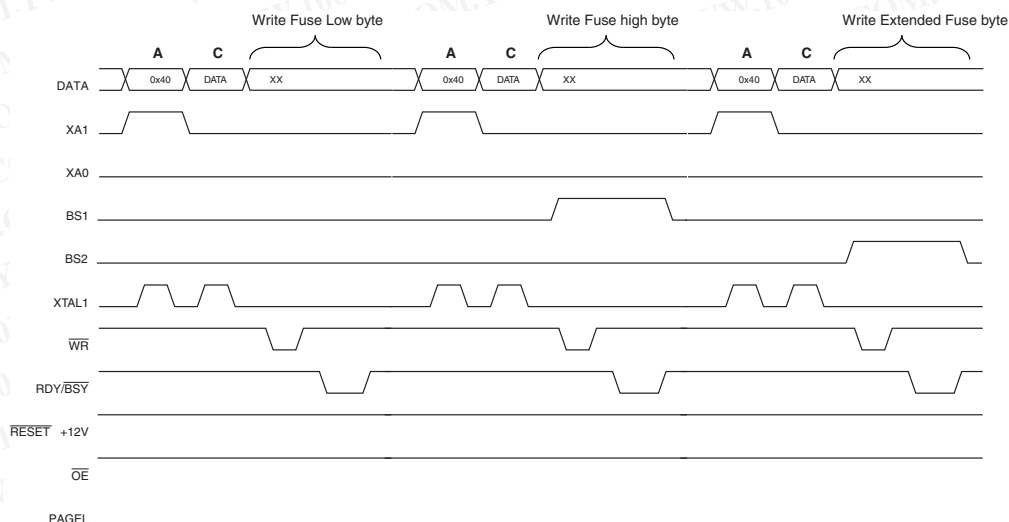 Write Fuse Low byte Write Fuse high byte Write Extended Fuse byte
A C A C A C
DATA 0x40 DATA XX 0x40 DATA XX 0x40 DATA XX
XA1
XA0
BS1
BS2
XTAL1
WR
RDY/BSY
RESET +12V
OE
PAGEL